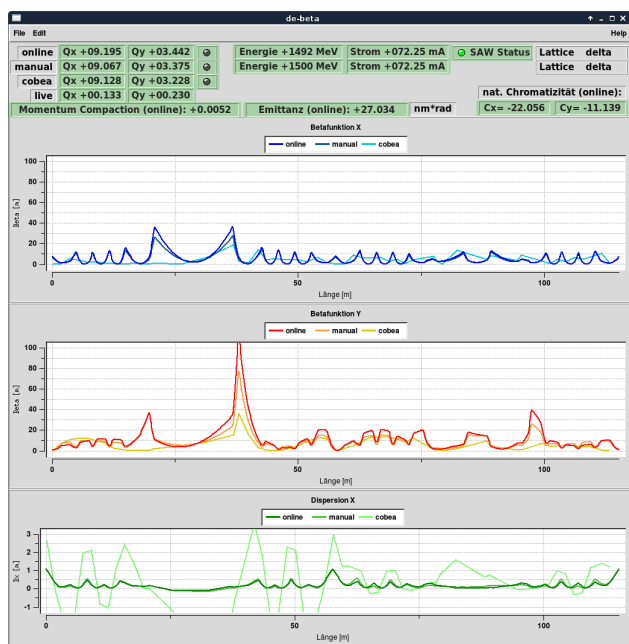 de-beta
File Edit Help
online Qx +09.195 Qy +03.442 Energie +1492 MeV Strom +072.25 mA SAW Status Lattice delta
manual Qx +09.067 Qy +03.375 Energie +1500 MeV Strom +072.25 mA Lattice delta
cobea Qx +09.128 Qy +03.228
live Qx +00.133 Qy +00.230 nat. Chromatizität (online):
Momentum Compaction (online): +0.0052 Emittanz (online): +27.034 nm*rad Cx= -22.056 Cy= -11.139
Betafunktion X
online manual cobea
Beta [m]
100
80
60
40
20
0
0 50 100
Länge [m]
Betafunktion Y
online manual cobea
Beta [m]
100
80
60
40
20
0
0 50 100
Länge [m]
Dispersion X
online manual cobea
Dx [m]
3
2
1
0
-1
0 50 100
Länge [m]